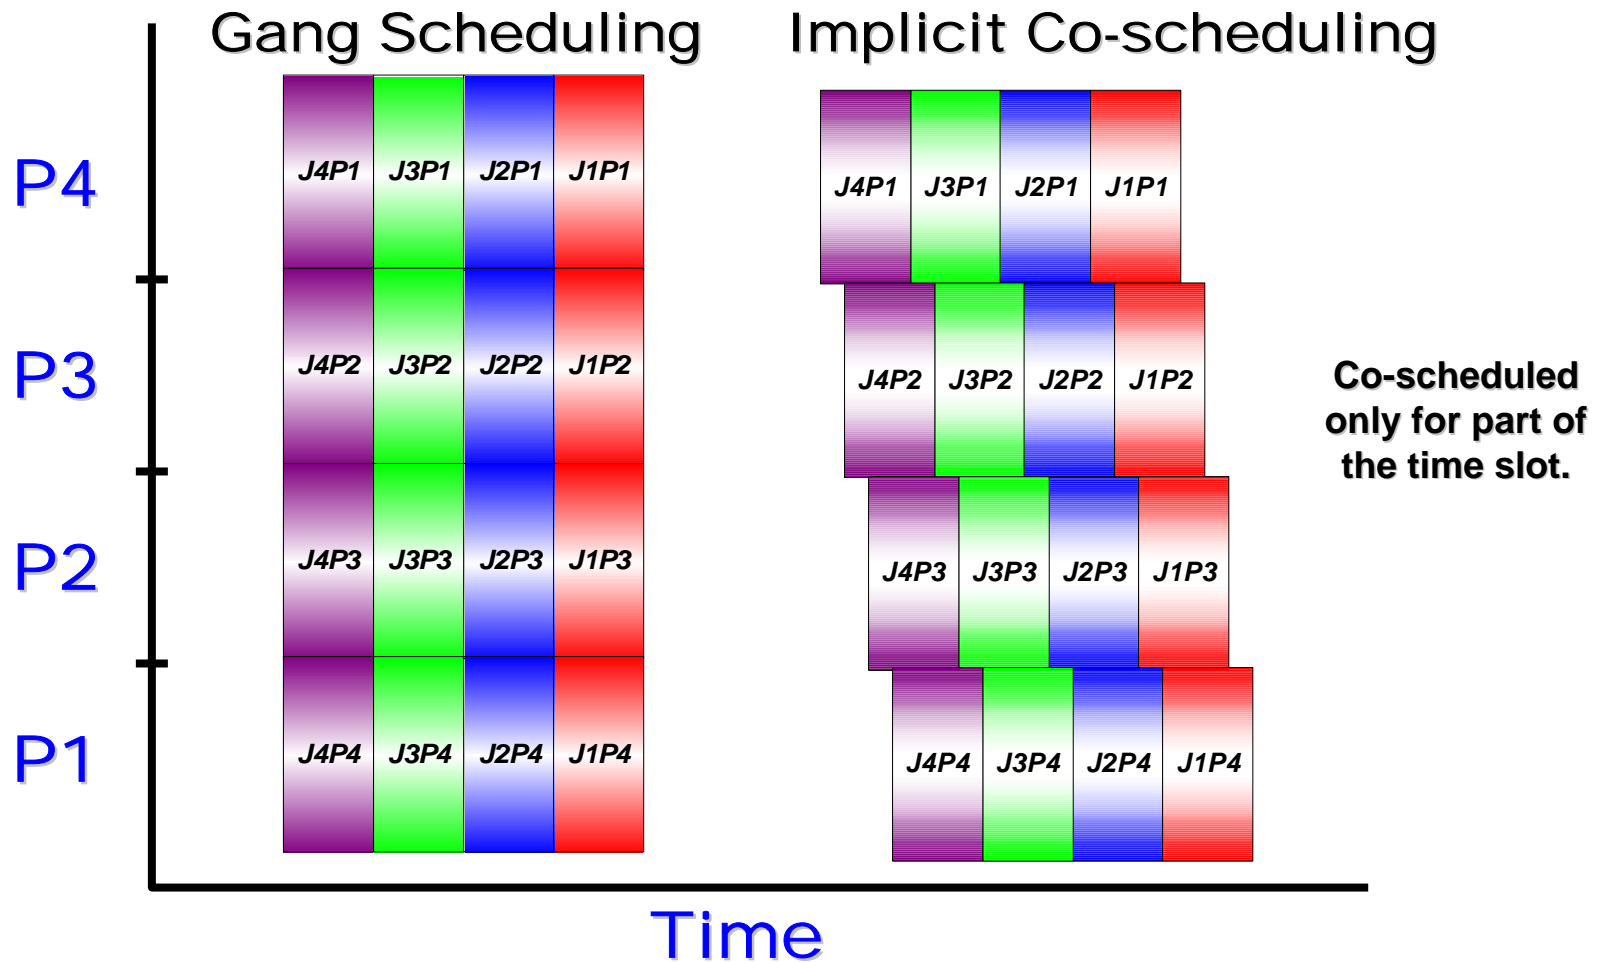 Gang Scheduling
Implicit Co-scheduling
P4
J4P1 J3P1 J2P1 J1P1
J4P1 J3P1 J2P1 J1P1
P3
J4P2 J3P2 J2P2 J1P2
J4P2 J3P2 J2P2 J1P2
Co-scheduled
only for part of
the time slot.
P2
J4P3 J3P3 J2P3 J1P3
J4P3 J3P3 J2P3 J1P3
P1
J4P4 J3P4 J2P4 J1P4
J4P4 J3P4 J2P4 J1P4
Time